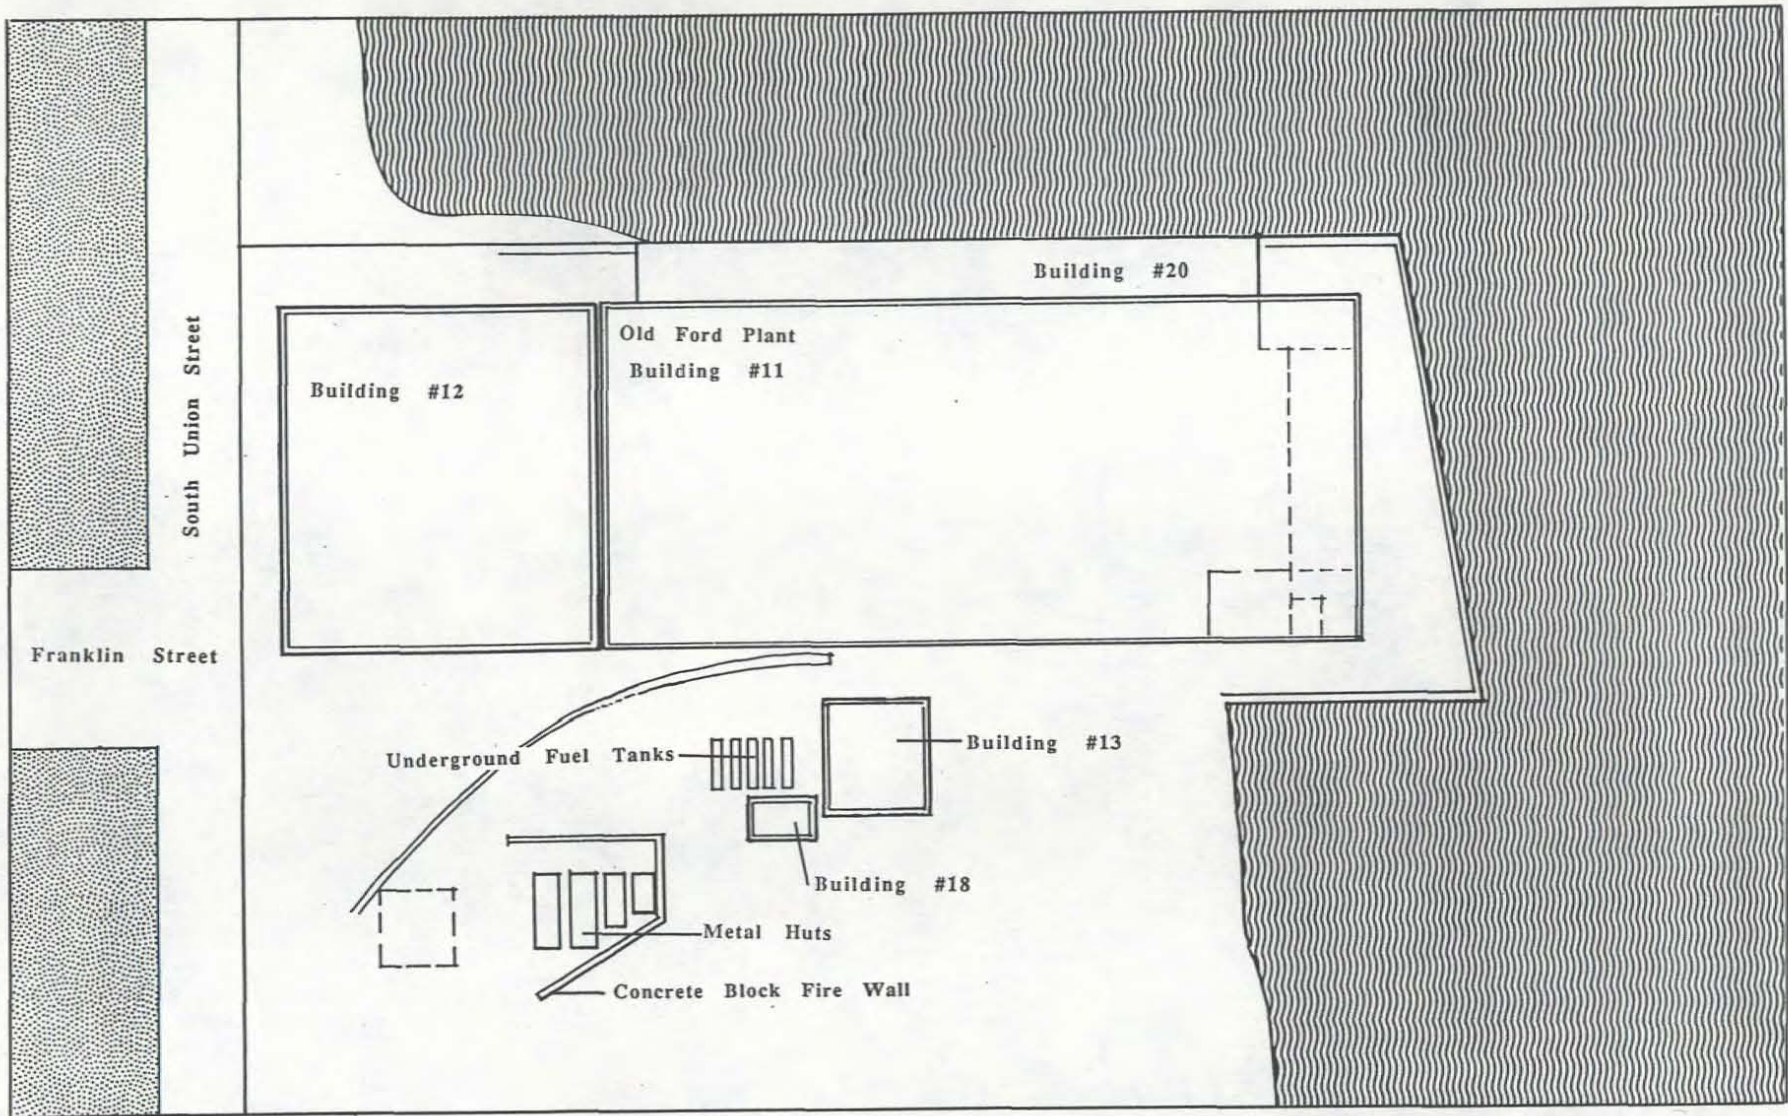 Building #20
South Union Street
Old Ford Plant
Building #11
Building #12
Franklin Street
Underground Fuel Tanks
Building #13
Building #18
Metal Huts
Concrete Block Fire Wall